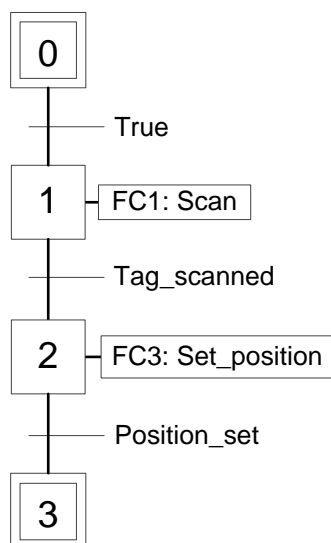 0
True
1
FC1: Scan
Tag_scanned
2
FC3: Set_position
Position_set
3